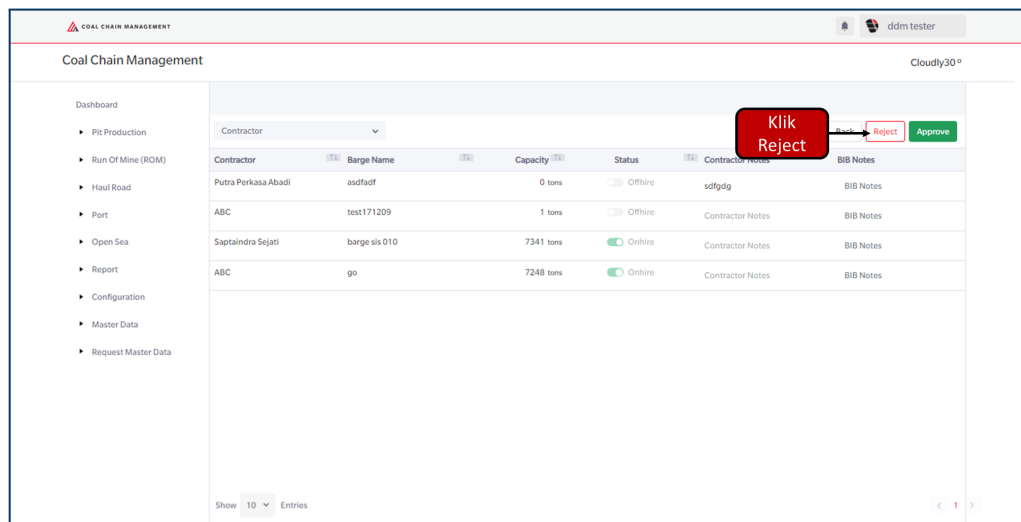 COAL CHAIN MANAGEMENT
ddm tester
Coal Chain Management
Cloudly30 º
Dashboard
Pit Production
Run Of Mine (ROM)
Haul Road
Port
Open Sea
Report
Configuration
Master Data
Request Master Data
Contractor
Klik
Reject
Back
Reject
Approve
Contractor
Barge Name
Capacity
Status
Contractor Notes
BIB Notes
Putra Perkasa Abadi asdfadf 0 tons Offhire sdfgdg BIB Notes
ABC test171209 1 tons Offhire Contractor Notes BIB Notes
Saptaindra Sejati barge sis 010 7341 tons Onhire Contractor Notes BIB Notes
ABC go 7248 tons Onhire Contractor Notes BIB Notes
Show 10 Entries
1